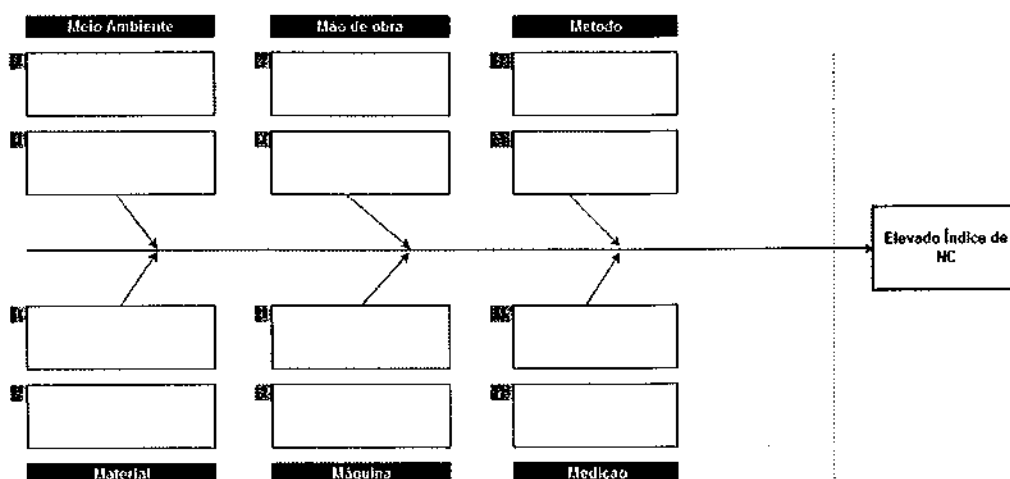 Meio Ambiente
Mão de obra
Metodo
Elevado Índice de
NC
Material
Máquina
Medicao